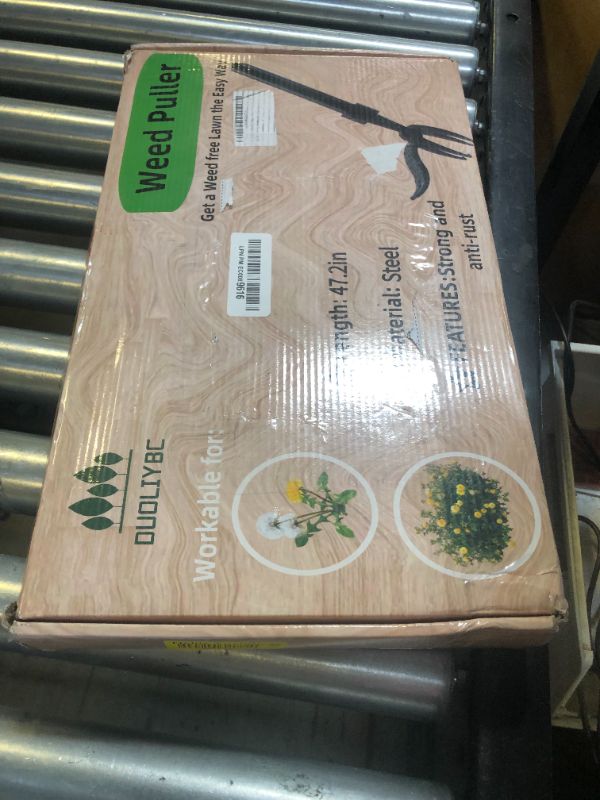 Weed Puller
Get a Weed free Lawn the Easy Way
Length: 47.2in
Material: Steel
FEATURES:Strong and
anti-rust
DUOLIYBC
Workable for: